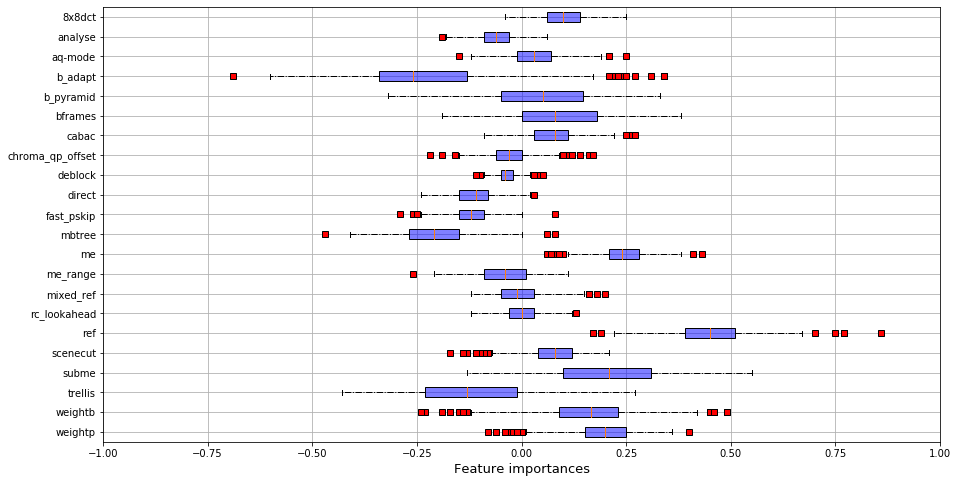 8x8dct
analyse
aq-mode
b_adapt
b_pyramid
bframes
cabac
chroma_qp_offset
deblock
direct
fast_pskip
mbtree
me
me_range
mixed_ref
rc_lookahead
ref
scenecut
subme
trellis
weightb
weightp
−1.00 −0.75 −0.50 −0.25 0.00 0.25 0.50 0.75 1.00
Feature importances